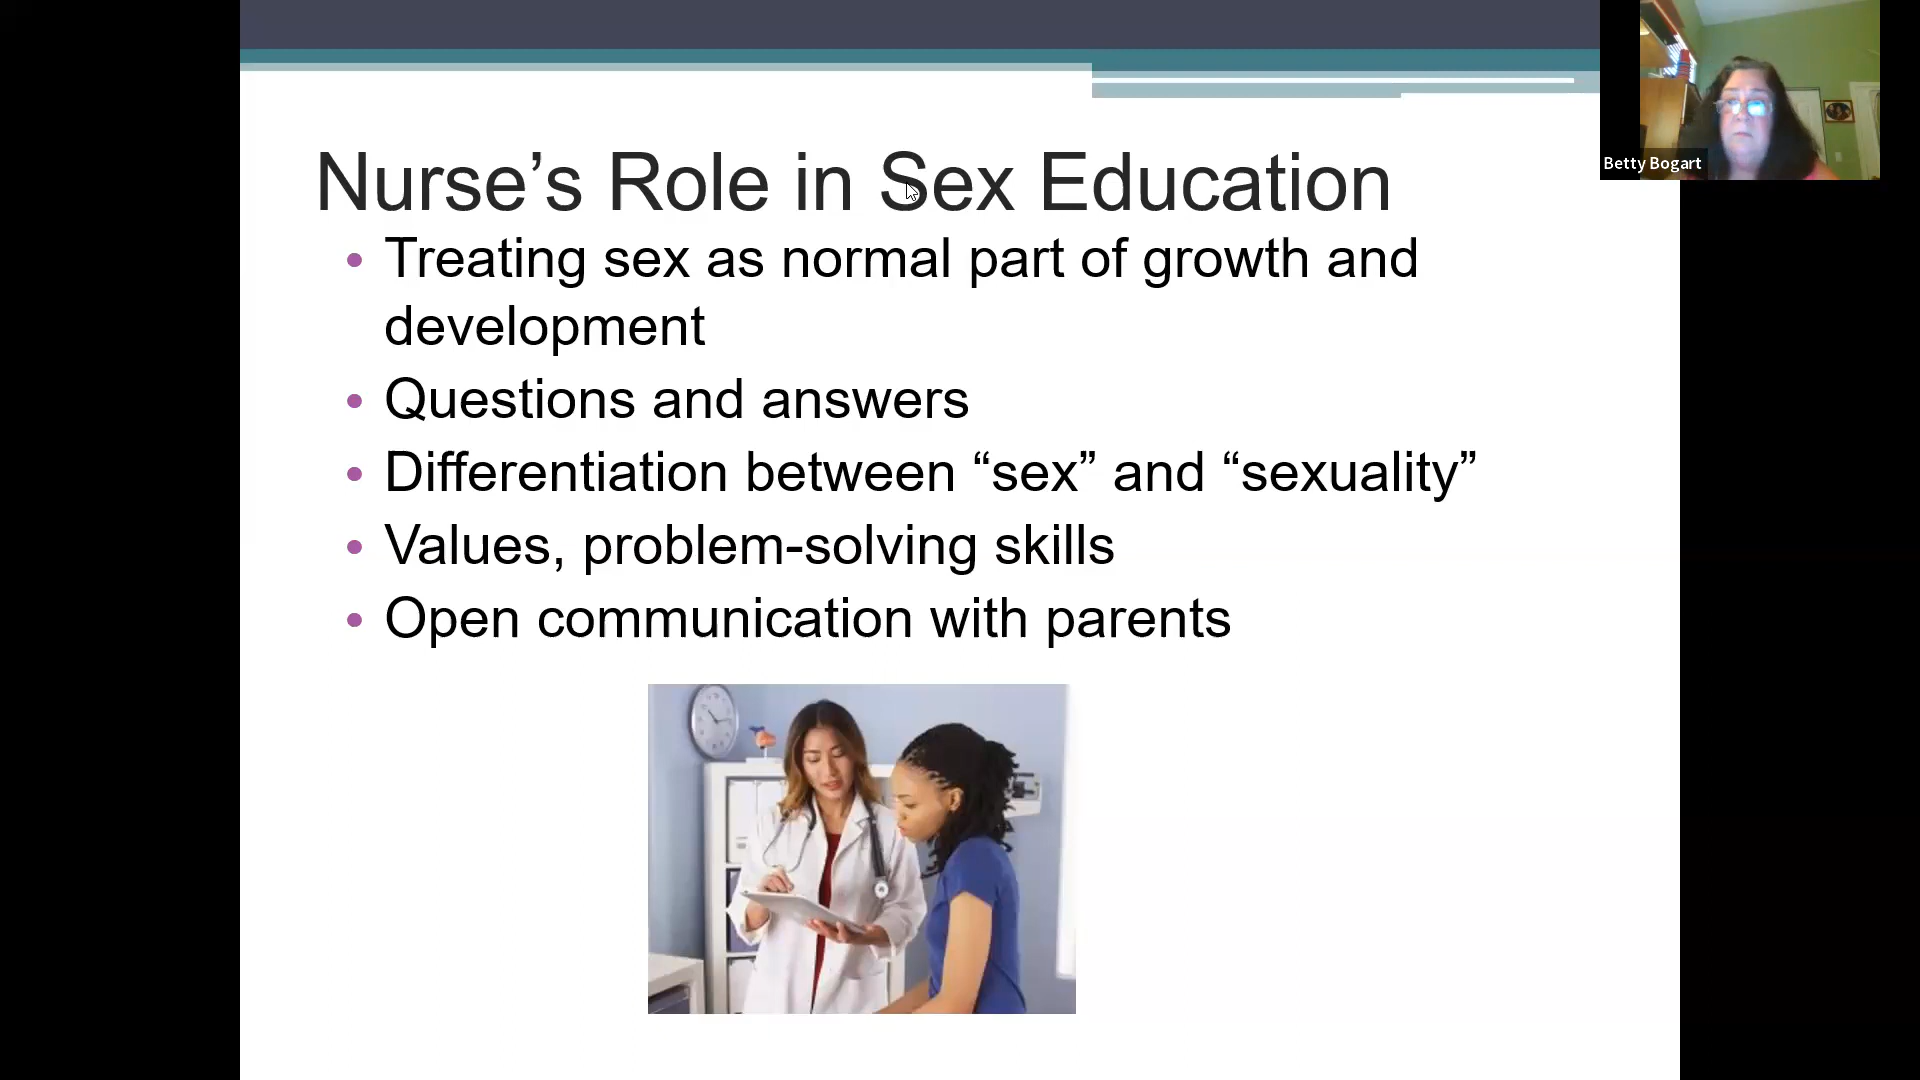 Nurse’s Role in Sex Education
• Treating sex as normal part of growth and
development
• Questions and answers
• Differentiation between “sex” and “sexuality”
• Values, problem-solving skills
• Open communication with parents
Betty Bogart